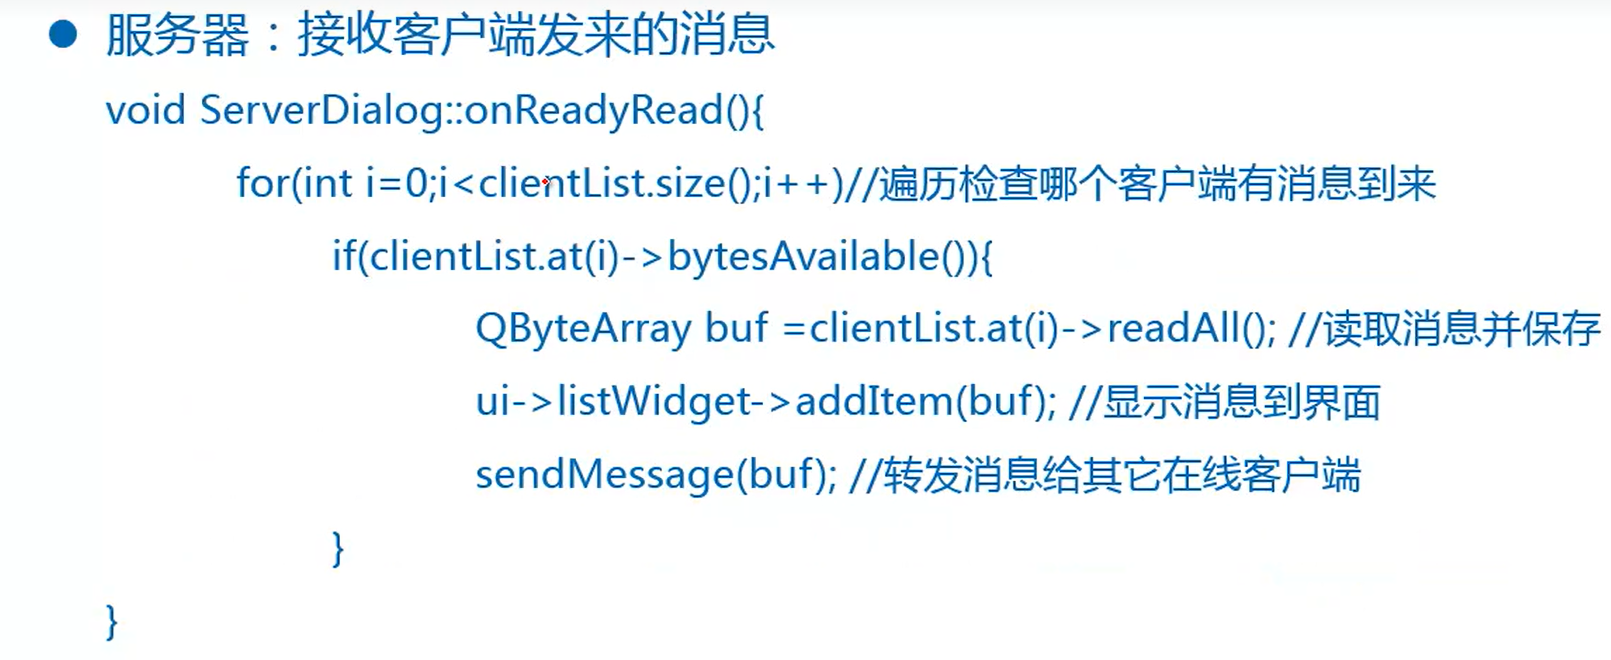 ● 服务器：接收客户端发来的消息
void ServerDialog::onReadyRead(){
for(int i=0;i<clientList.size();i++)//遍历检查哪个客户端有消息到来
if(clientList.at(i)->bytesAvailable()){
QByteArray buf =clientList.at(i)->readAll(); //读取消息并保存
ui->listWidget->addItem(buf); //显示消息到界面
sendMessage(buf); //转发消息给其它在线客户端
}
}